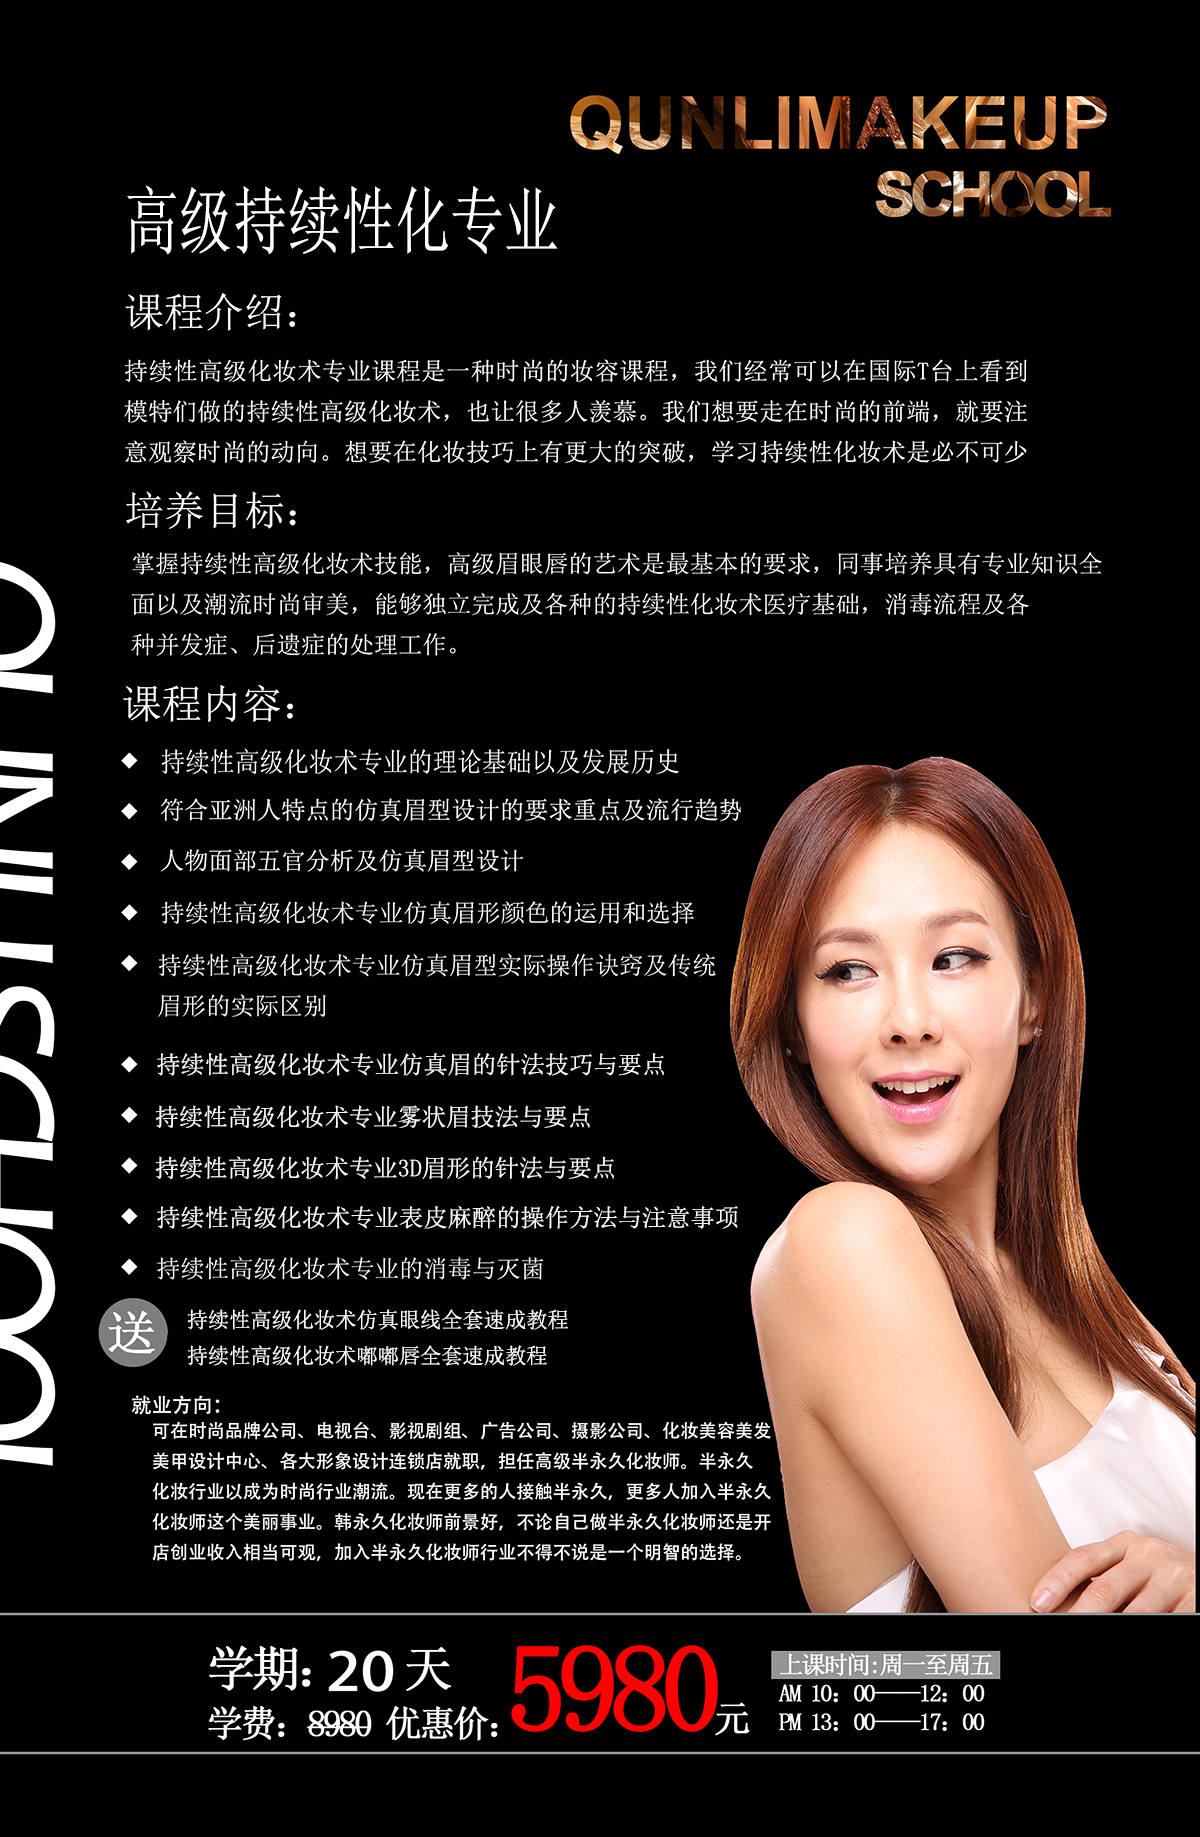 QUNLIMAKEUP
SCHOOL
高级持续性化专业
课程介绍：
持续性高级化妆术专业课程是一种时尚的妆容课程，我们经常可以在国际T台上看到
模特们做的持续性高级化妆术，也让很多人羡慕。我们想要走在时尚的前端，就要注
意观察时尚的动向。想要在化妆技巧上有更大的突破，学习持续性化妆术是必不可少
培养目标：
掌握持续性高级化妆术技能，高级眉眼唇的艺术是最基本的要求，同事培养具有专业知识全
面以及潮流时尚审美，能够独立完成及各种的持续性化妆术医疗基础，消毒流程及各
种并发症、后遗症的处理工作。
课程内容：
◆ 持续性高级化妆术专业的理论基础以及发展历史
◆ 符合亚洲人特点的仿真眉型设计的要求重点及流行趋势
◆ 人物面部五官分析及仿真眉型设计
◆ 持续性高级化妆术专业仿真眉形颜色的运用和选择
◆ 持续性高级化妆术专业仿真眉型实际操作诀窍及传统
眉形的实际区别
◆ 持续性高级化妆术专业仿真眉的针法技巧与要点
◆ 持续性高级化妆术专业雾状眉技法与要点
◆ 持续性高级化妆术专业3D眉形的针法与要点
◆ 持续性高级化妆术专业表皮麻醉的操作方法与注意事项
◆ 持续性高级化妆术专业的消毒与灭菌
送
持续性高级化妆术仿真眼线全套速成教程
持续性高级化妆术嘟嘟唇全套速成教程
就业方向：
可在时尚品牌公司、电视台、影视剧组、广告公司、摄影公司、化妆美容美发
美甲设计中心、各大形象设计连锁店就职，担任高级半永久化妆师。半永久
化妆行业以成为时尚行业潮流。现在更多的人接触半永久，更多人加入半永久
化妆师这个美丽事业。韩永久化妆师前景好，不论自己做半永久化妆师还是开
店创业收入相当可观，加入半永久化妆师行业不得不说是一个明智的选择。
学期：20 天
学费：8980 优惠价：5980元
上课时间:周一至周五
AM 10：00——12：00
PM 13：00——17：00